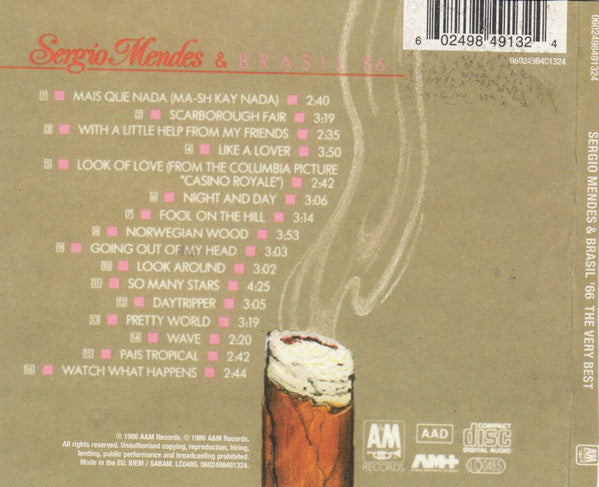 6 02498 49132 4
0602498491324
Sergio Mendes & BRASIL '66
1 MAIS QUE NADA (MA-SH KAY NADA) 2:40
2 SCARBOROUGH FAIR 3:19
3 WITH A LITTLE HELP FROM MY FRIENDS 2:35
4 LIKE A LOVER 3:50
5 LOOK OF LOVE (FROM THE COLUMBIA PICTURE
"CASINO ROYALE") 2:42
6 NIGHT AND DAY 3:06
7 FOOL ON THE HILL 3:14
8 NORWEGIAN WOOD 3:53
9 GOING OUT OF MY HEAD 3:03
10 LOOK AROUND 3:02
11 SO MANY STARS 4:25
12 DAYTRIPPER 3:05
13 PRETTY WORLD 3:19
14 WAVE 2:20
15 PAIS TROPICAL 2:42
16 WATCH WHAT HAPPENS 2:44
℗ 1986 A&M Records. © 1986 A&M Records.
All rights reserved. Unauthorised copying, reproduction, hiring,
lending, public performance and broadcasting prohibited.
Made in the EU. BIEM / SABAM. LC0485. 0602498491324.
A&M
RECORDS
AAD
AM+
COMPACT
disc
DIGITAL AUDIO
LC 0485
0602498491324
SERGIO MENDES & BRASIL '66 THE VERY BEST
A&M